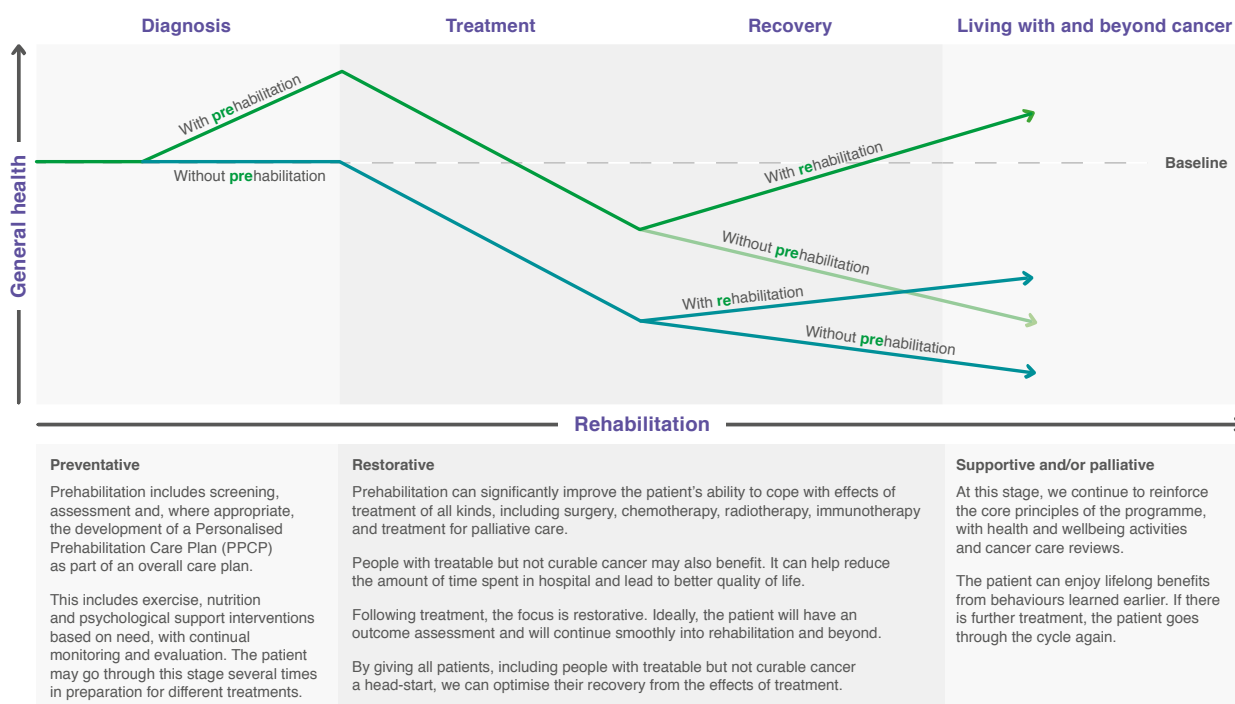 Diagnosis
Treatment
Recovery
Living with and beyond cancer
General health
With prehabilitation
Without prehabilitation
With rehabilitation
Baseline
Without prehabilitation
With rehabilitation
Without prehabilitation
Rehabilitation
Preventative
Prehabilitation includes screening,
assessment and, where appropriate,
the development of a Personalised
Prehabilitation Care Plan (PPCP)
as part of an overall care plan.
This includes exercise, nutrition
and psychological support interventions
based on need, with continual
monitoring and evaluation. The patient
may go through this stage several times
in preparation for different treatments.
Restorative
Prehabilitation can significantly improve the patient’s ability to cope with effects of
treatment of all kinds, including surgery, chemotherapy, radiotherapy, immunotherapy
and treatment for palliative care.
People with treatable but not curable cancer may also benefit. It can help reduce
the amount of time spent in hospital and lead to better quality of life.
Following treatment, the focus is restorative. Ideally, the patient will have an
outcome assessment and will continue smoothly into rehabilitation and beyond.
By giving all patients, including people with treatable but not curable cancer
a head-start, we can optimise their recovery from the effects of treatment.
Supportive and/or palliative
At this stage, we continue to reinforce
the core principles of the programme,
with health and wellbeing activities
and cancer care reviews.
The patient can enjoy lifelong benefits
from behaviours learned earlier. If there
is further treatment, the patient goes
through the cycle again.